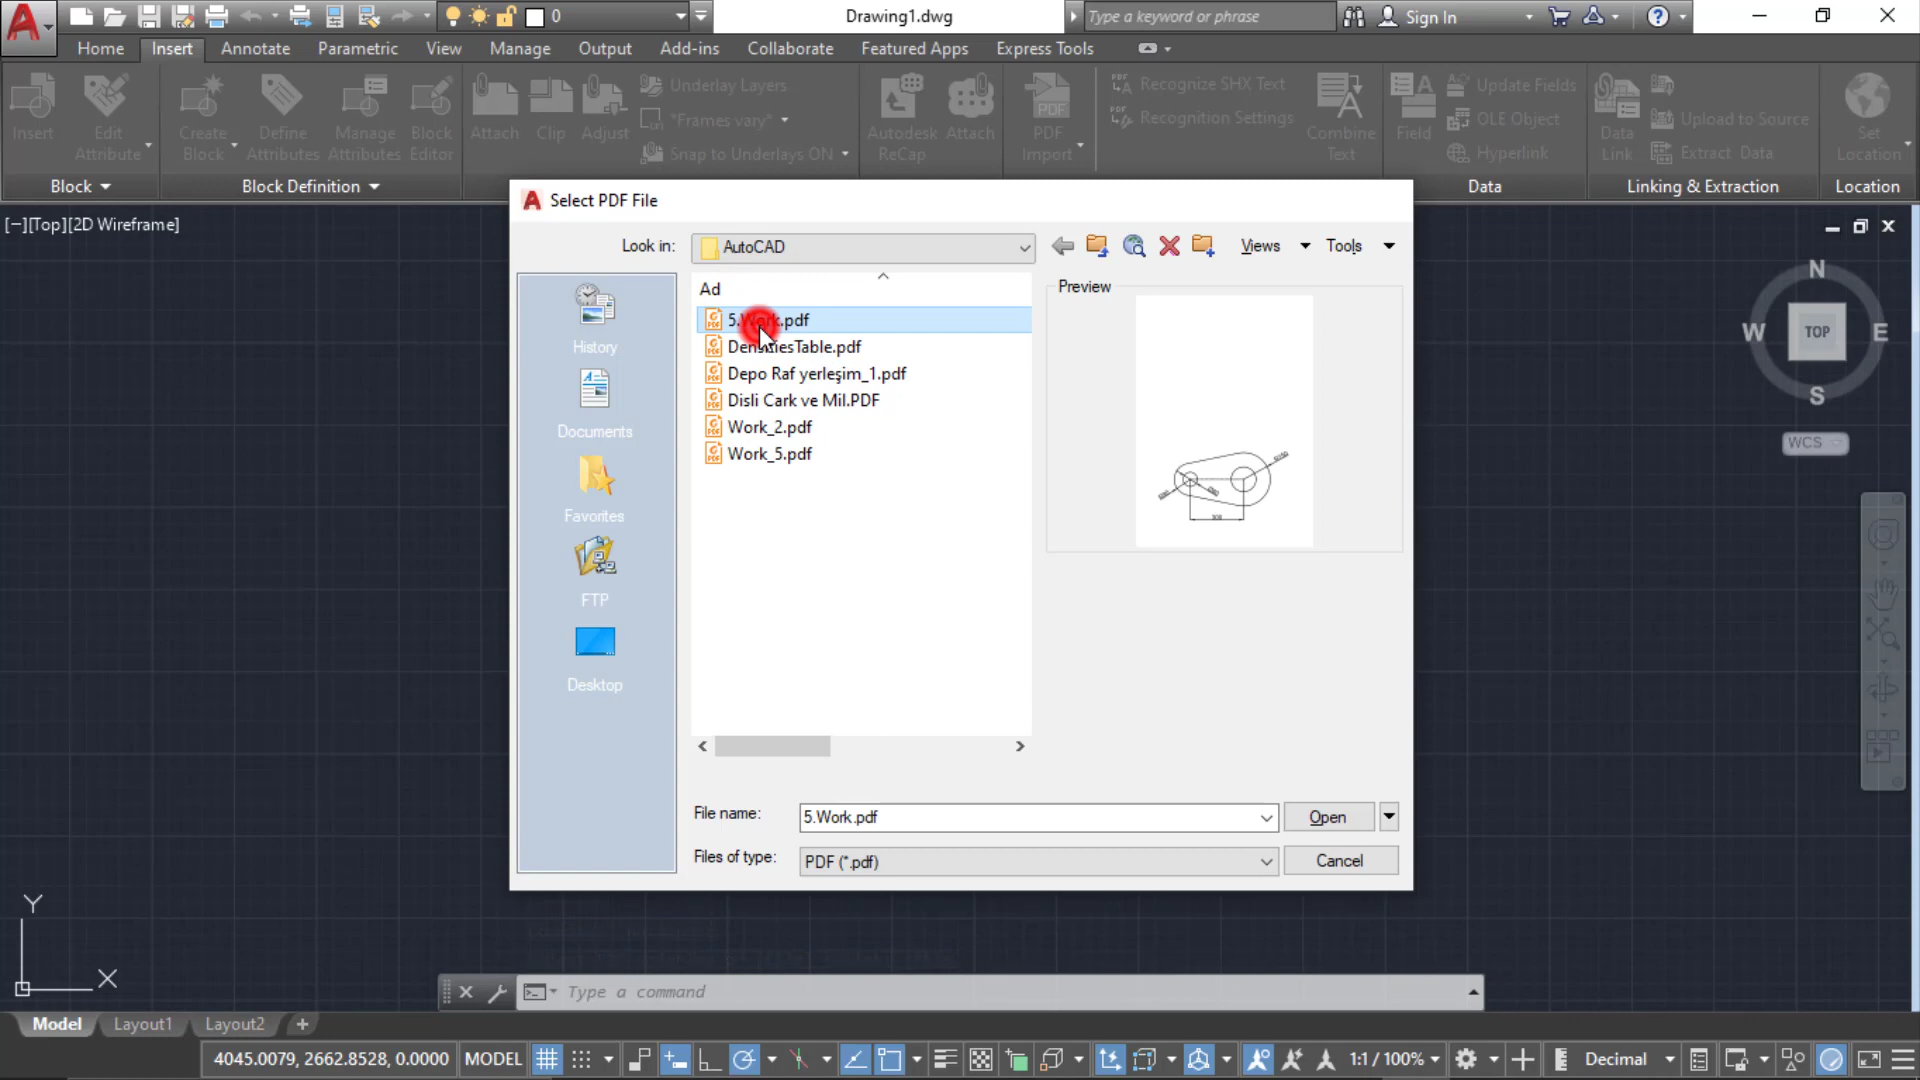 0
Drawing1.dwg
Type a keyword or phrase
Sign In
Home Insert Annotate Parametric View Manage Output Add-ins Collaborate Featured Apps Express Tools
Insert
Edit Attribute
Create Block
Define Attributes
Manage Attributes
Block Editor
Attach
Clip
Adjust
Underlay Layers
*Frames vary*
Snap to Underlays ON
Autodesk ReCap
Attach
PDF Import
Recognize SHX Text
Recognition Settings
Combine Text
Field
Update Fields
OLE Object
Hyperlink
Data Link
Upload to Source
Extract Data
Set Location
Block
Block Definition
Data
Linking & Extraction
Location
[−][Top][2D Wireframe]
Select PDF File
Look in:
AutoCAD
Views
Tools
History
Documents
Favorites
FTP
Desktop
Ad
5.Work.pdf
DensitiesTable.pdf
Depo Raf yerleşim_1.pdf
Disli Cark ve Mil.PDF
Work_2.pdf
Work_5.pdf
Preview
File name:
5.Work.pdf
Open
Files of type:
PDF (*.pdf)
Cancel
N
W
TOP
E
S
WCS
Y
X
Type a command
Model Layout1 Layout2
4045.0079, 2662.8528, 0.0000
MODEL
1:1 / 100%
Decimal